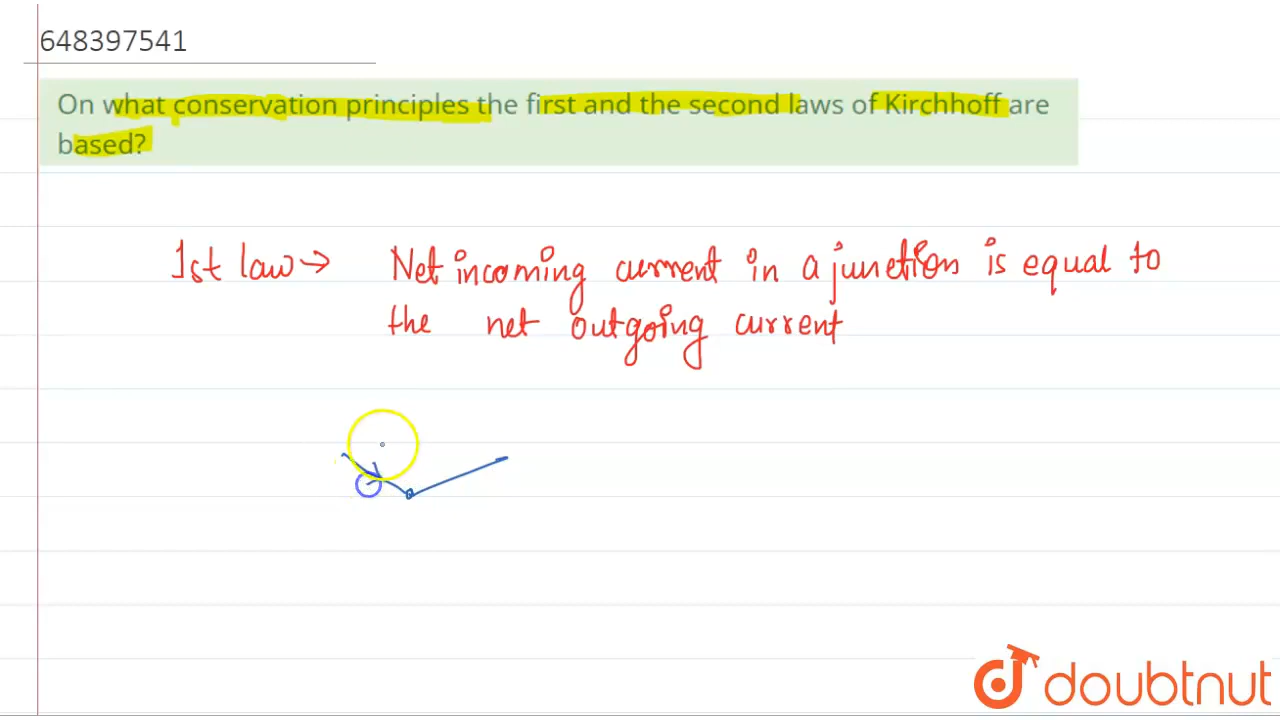 648397541
On what conservation principles the first and the second laws of Kirchhoff are
based?
1st law → Net incoming current in a junction is equal to
the net outgoing current
doubtnut